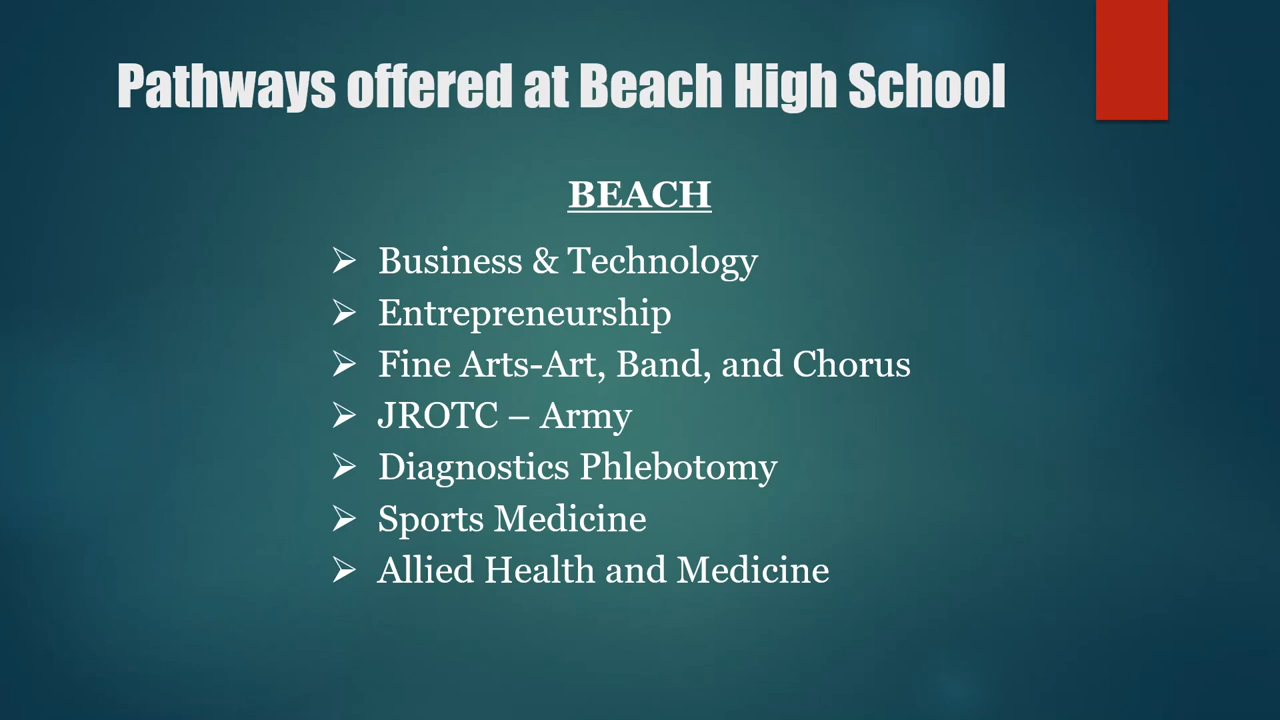 Pathways offered at Beach High School
BEACH
➢ Business & Technology
➢ Entrepreneurship
➢ Fine Arts-Art, Band, and Chorus
➢ JROTC – Army
➢ Diagnostics Phlebotomy
➢ Sports Medicine
➢ Allied Health and Medicine